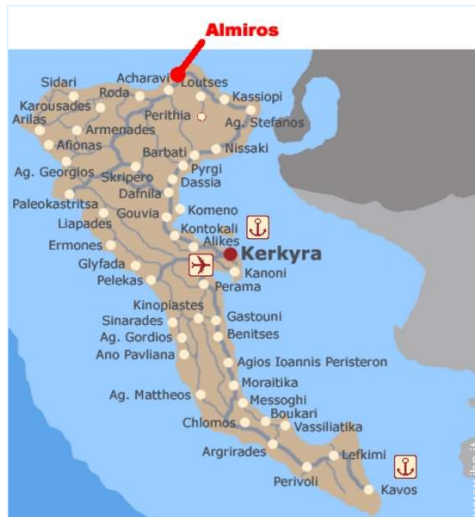 Almiros
Acharavi
Loutses
Sidari
Roda
Kassiopi
Karousades
Perithia
Ag. Stefanos
Arilas
Armenades
Afionas
Barbati
Nissaki
Ag. Georgios
Pyrgi
Skripero
Dassia
Dafnila
Paleokastritsa
Komeno
Liapades
Gouvia
Kontokali
Ermones
Alikes
Kerkyra
Glyfada
Kanoni
Pelekas
Perama
Kinopiastes
Sinarades
Gastouni
Ag. Gordios
Benitses
Ano Pavliana
Agios Ioannis Peristeron
Moraitika
Ag. Mattheos
Messoghi
Boukari
Chlomos
Vassiliatika
Argrirades
Lefkimi
Perivoli
Kavos